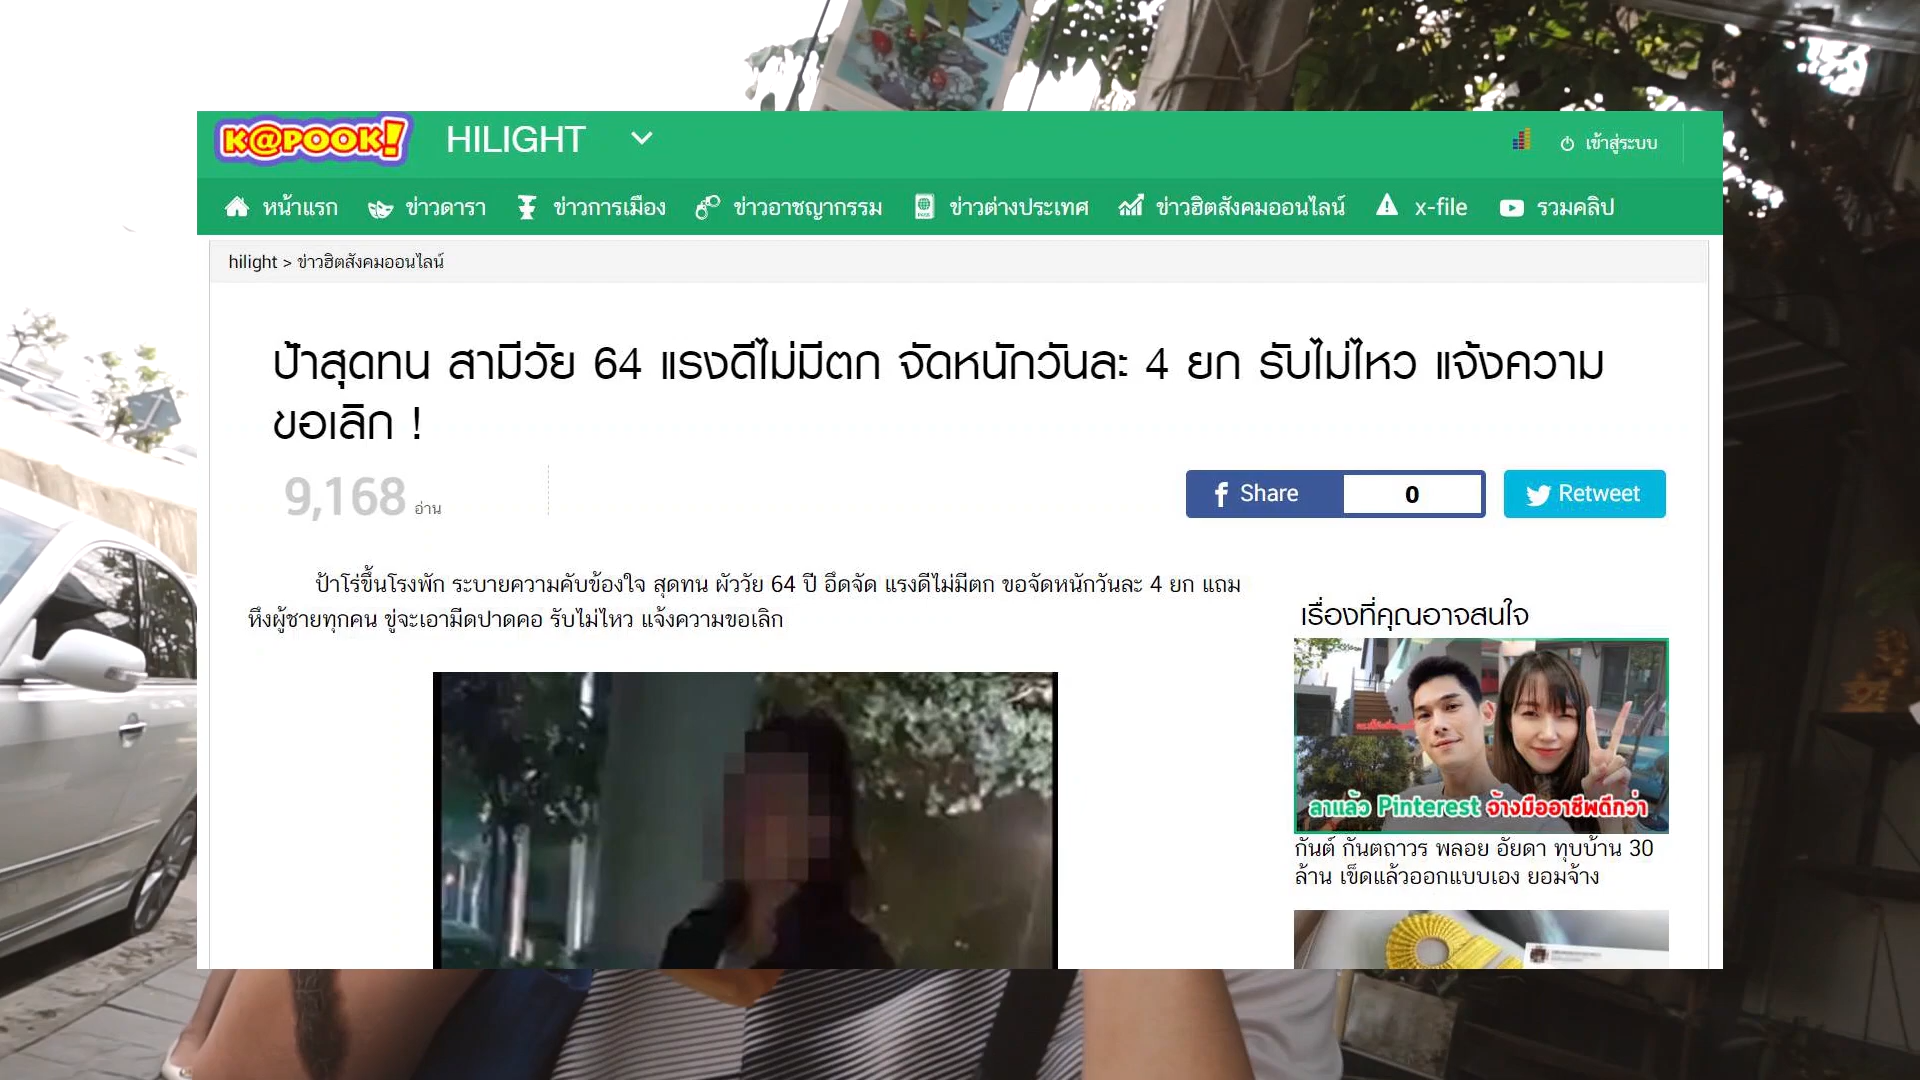 K@POOK!
HILIGHT
เข้าสู่ระบบ
หน้าแรก ข่าวดารา ข่าวการเมือง ข่าวอาชญากรรม ข่าวต่างประเทศ ข่าวฮิตสังคมออนไลน์ x-file รวมคลิป
hilight > ข่าวฮิตสังคมออนไลน์
ป้าสุดทน สามีวัย 64 แรงดีไม่มีตก จัดหนักวันละ 4 ยก รับไม่ไหว แจ้งความ
ขอเลิก !
9,168 อ่าน
Share 0 Retweet
ป้าโร่ขึ้นโรงพัก ระบายความคับข้องใจ สุดทน ผัววัย 64 ปี อึดจัด แรงดีไม่มีตก ขอจัดหนักวันละ 4 ยก แถม
หึงผู้ชายทุกคน ขู่จะเอามีดปาดคอ รับไม่ไหว แจ้งความขอเลิก
เรื่องที่คุณอาจสนใจ
ลาแล้ว Pinterest จ้างมืออาชีพดีกว่า
กันต์ กันตถาวร พลอย อัยดา ทุบบ้าน 30
ล้าน เข็ดแล้วออกแบบเอง ยอมจ้าง